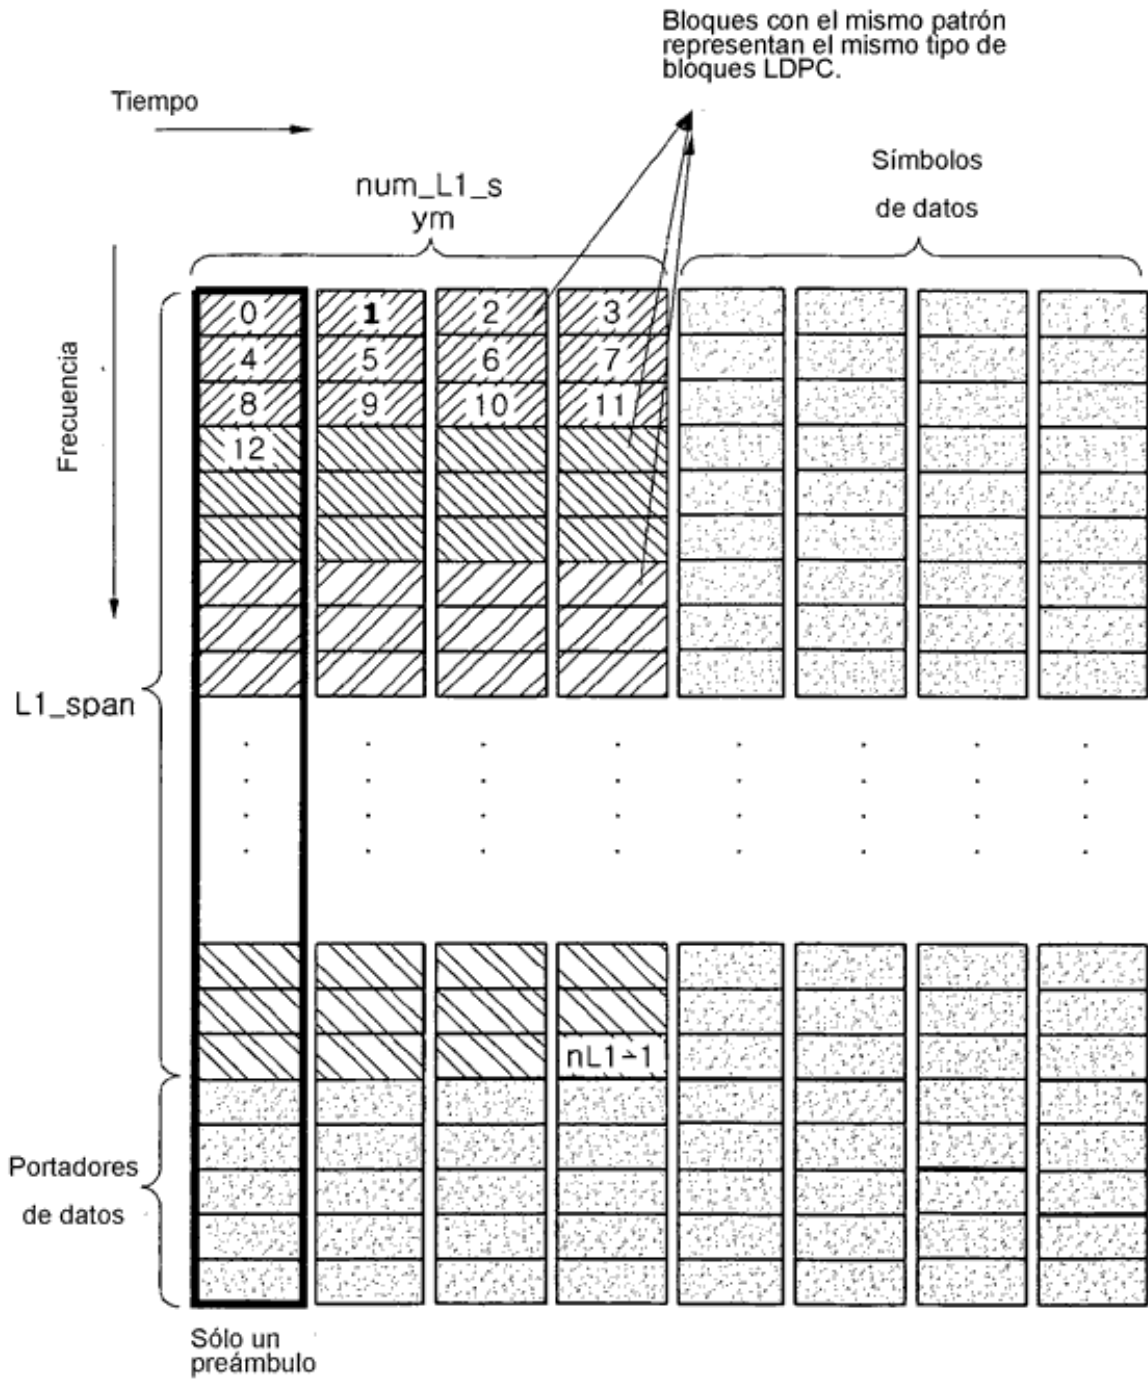 Bloques con el mismo patrón
representan el mismo tipo de
bloques LDPC.
Tiempo
Símbolos
de datos
num_L1_s
ym
Frecuencia
0 1 2 3
4 5 6 7
8 9 10 11
12
L1_span
nL1-1
Portadores
de datos
Sólo un
preámbulo